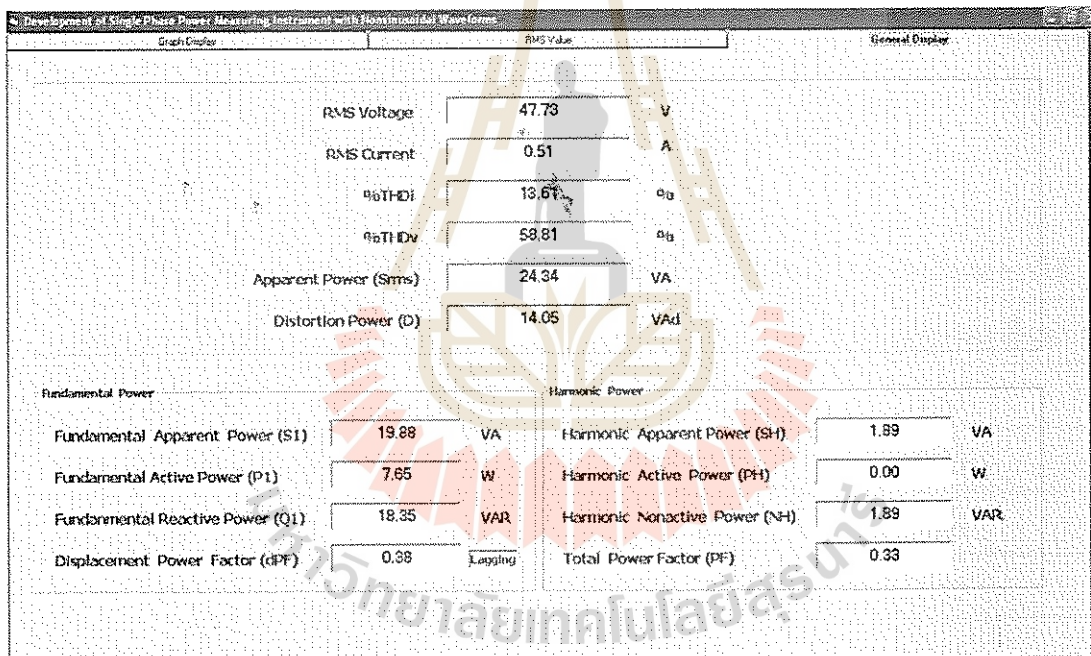 Development of Single Phase Power Measuring Instrument with Nonsinusoidal Waveforms
Graph Display RMS Value General Display
RMS Voltage 47.73 V
RMS Current 0.51 A
%THDi 13.61 %
%THDv 58.81 %
Apparent Power (Srms) 24.34 VA
Distortion Power (D) 14.05 VAd
Fundamental Power Harmonic Power
Fundamental Apparent Power (S1) 19.88 VA Harmonic Apparent Power (SH) 1.89 VA
Fundamental Active Power (P1) 7.65 W Harmonic Active Power (PH) 0.00 W
Fundanmental Reactive Power (Q1) 18.35 VAR Harmonic Nonactive Power (NH) 1.89 VAR
Displacement Power Factor (dPF) 0.38 Lagging Total Power Factor (PF) 0.33
มหาวิทยาลัยเทคโนโลยีสุรนารี